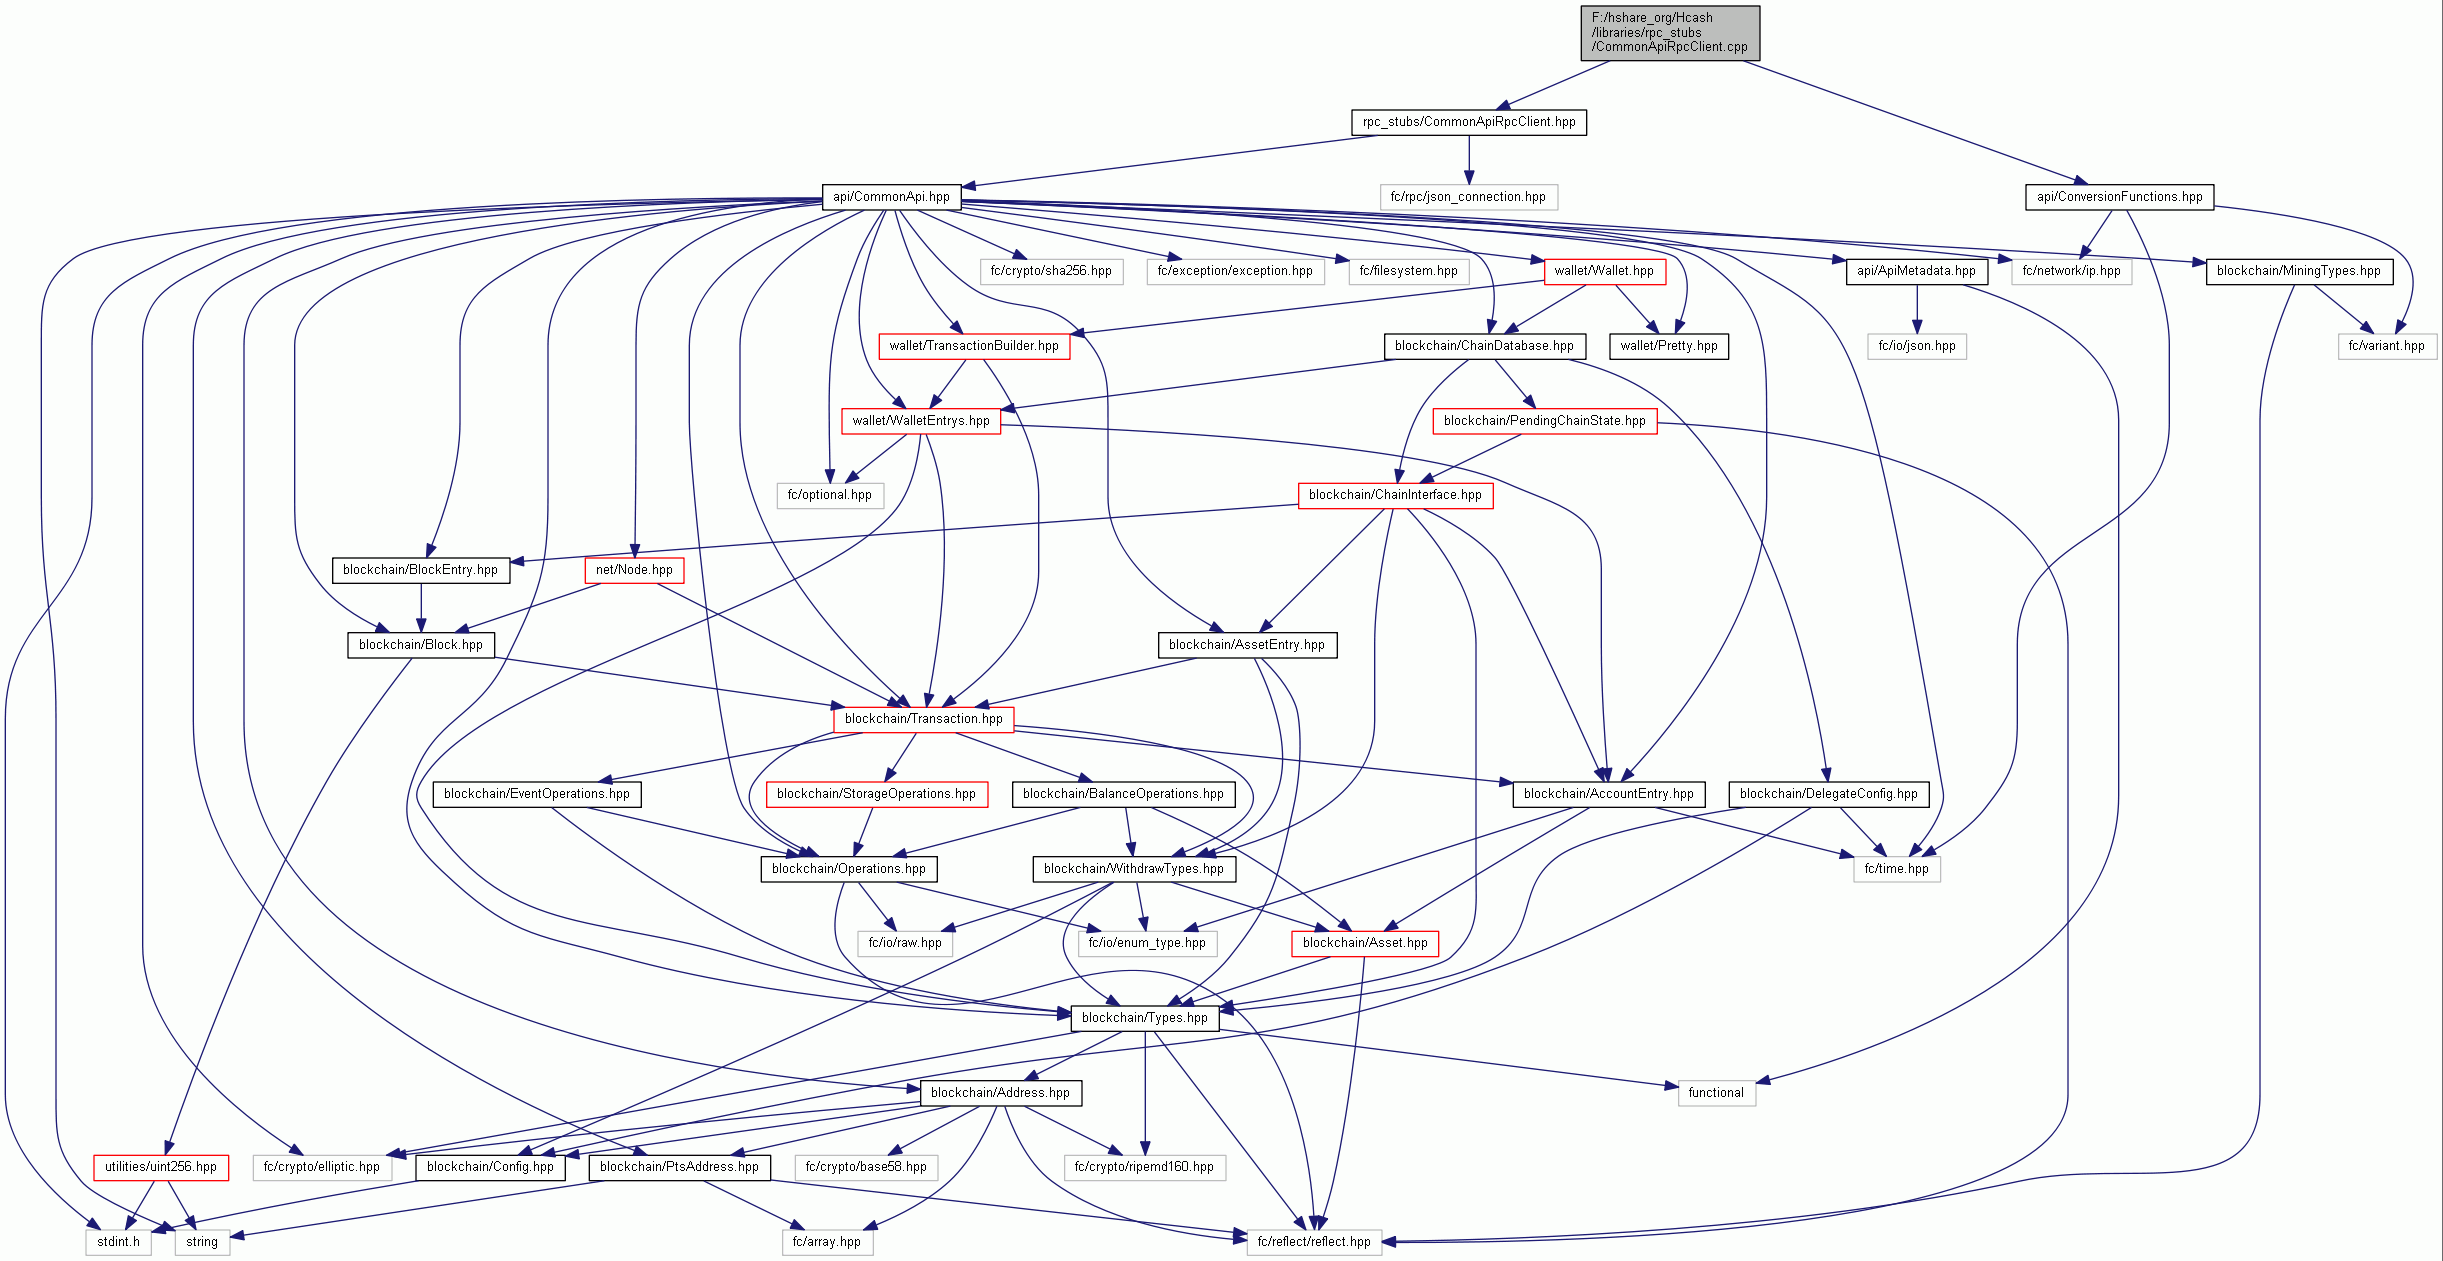 F:/hshare_org/Hcash
/libraries/rpc_stubs
/CommonApiRpcClient.cpp
rpc_stubs/CommonApiRpcClient.hpp
api/CommonApi.hpp
fc/rpc/json_connection.hpp
api/ConversionFunctions.hpp
fc/crypto/sha256.hpp
fc/exception/exception.hpp
fc/filesystem.hpp
wallet/Wallet.hpp
api/ApiMetadata.hpp
fc/network/ip.hpp
blockchain/MiningTypes.hpp
wallet/TransactionBuilder.hpp
blockchain/ChainDatabase.hpp
wallet/Pretty.hpp
fc/io/json.hpp
fc/variant.hpp
wallet/WalletEntrys.hpp
blockchain/PendingChainState.hpp
fc/optional.hpp
blockchain/ChainInterface.hpp
blockchain/BlockEntry.hpp
net/Node.hpp
blockchain/Block.hpp
blockchain/AssetEntry.hpp
blockchain/Transaction.hpp
blockchain/EventOperations.hpp
blockchain/StorageOperations.hpp
blockchain/BalanceOperations.hpp
blockchain/AccountEntry.hpp
blockchain/DelegateConfig.hpp
blockchain/Operations.hpp
blockchain/WithdrawTypes.hpp
fc/time.hpp
fc/io/raw.hpp
fc/io/enum_type.hpp
blockchain/Asset.hpp
blockchain/Types.hpp
blockchain/Address.hpp
functional
utilities/uint256.hpp
fc/crypto/elliptic.hpp
blockchain/Config.hpp
blockchain/PtsAddress.hpp
fc/crypto/base58.hpp
fc/crypto/ripemd160.hpp
stdint.h
string
fc/array.hpp
fc/reflect/reflect.hpp